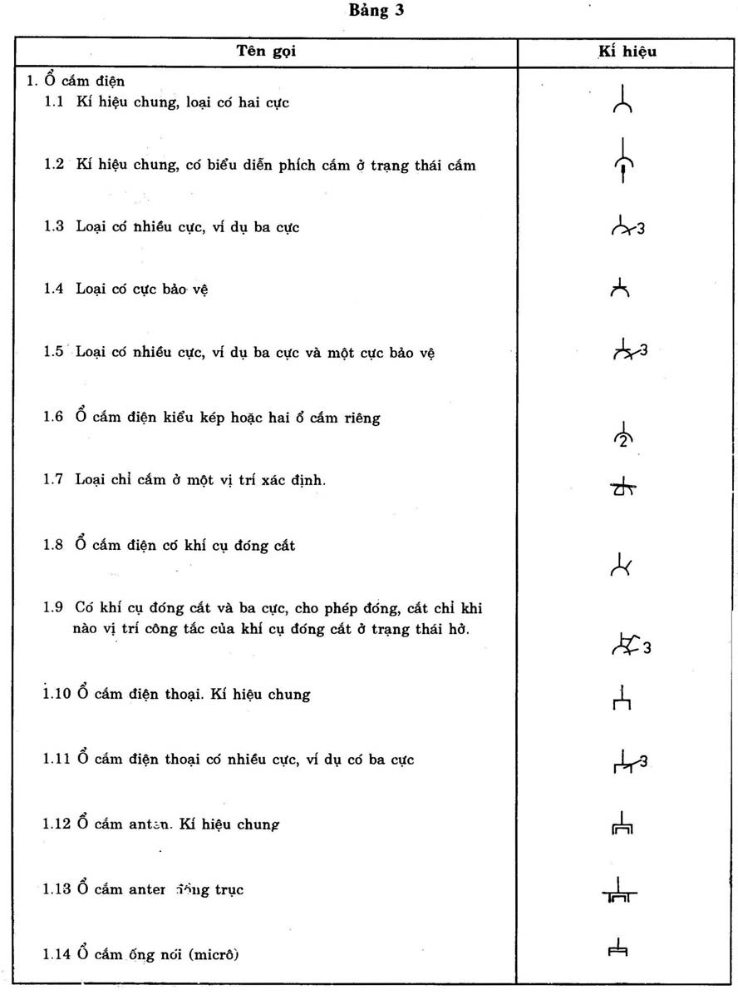 Bảng 3
Tên gọi
Kí hiệu
1. Ổ cắm điện
1.1 Kí hiệu chung, loại có hai cực
1.2 Kí hiệu chung, có biểu diễn phích cắm ở trạng thái cắm
1.3 Loại có nhiều cực, ví dụ ba cực
3
1.4 Loại có cực bảo vệ
1.5 Loại có nhiều cực, ví dụ ba cực và một cực bảo vệ
3
1.6 Ổ cắm điện kiểu kép hoặc hai ổ cắm riêng
2
1.7 Loại chỉ cắm ở một vị trí xác định.
1.8 Ổ cắm điện có khí cụ đóng cắt
1.9 Có khí cụ đóng cắt và ba cực, cho phép đóng, cắt chỉ khi
nào vị trí công tắc của khí cụ đóng cắt ở trạng thái hở.
3
1.10 Ổ cắm điện thoại. Kí hiệu chung
1.11 Ổ cắm điện thoại có nhiều cực, ví dụ có ba cực
3
1.12 Ổ cắm anten. Kí hiệu chung
1.13 Ổ cắm trục
1.14 Ổ cắm ống nói (micrô)